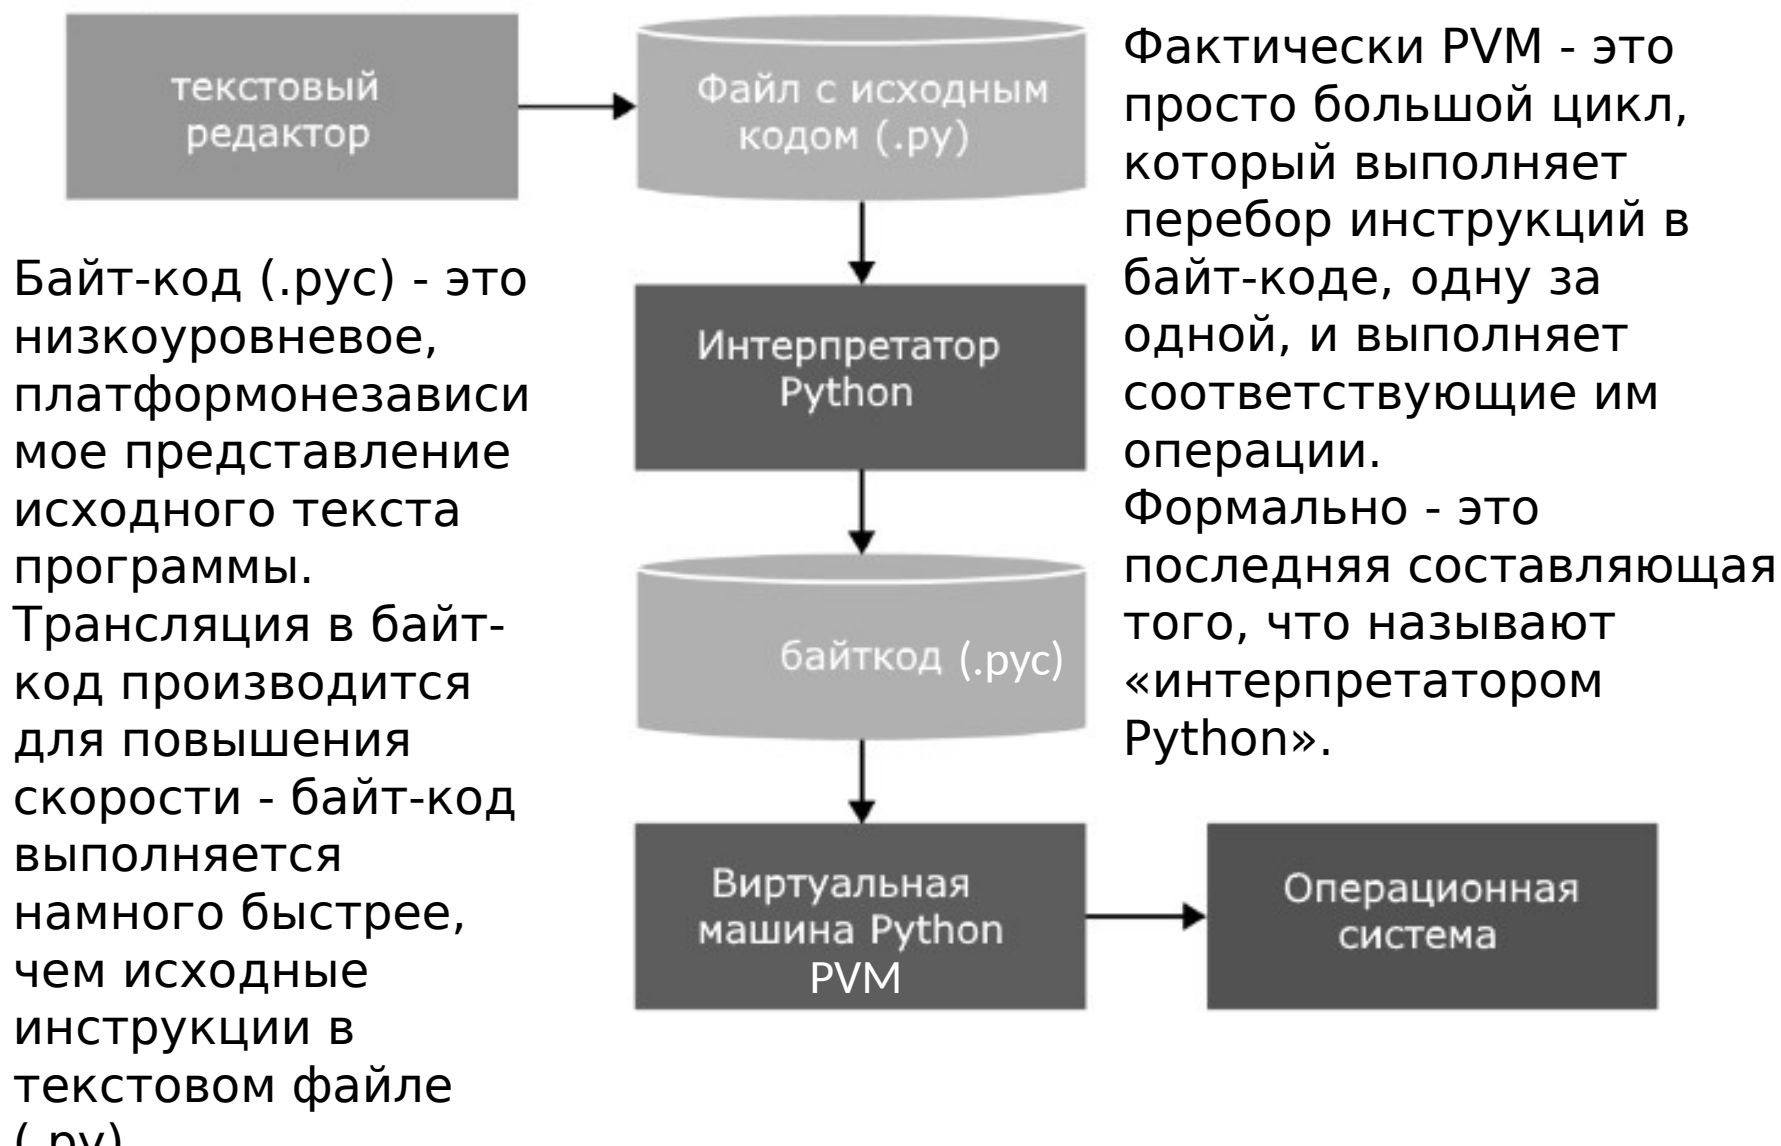 текстовый
редактор
Файл с исходным
кодом (.py)
Интерпретатор
Python
байткод (.pyc)
Виртуальная
машина Python
PVM
Операционная
система
Байт-код (.pyc) - это
низкоуровневое,
платформонезависи
мое представление
исходного текста
программы.
Трансляция в байт-
код производится
для повышения
скорости - байт-код
выполняется
намного быстрее,
чем исходные
инструкции в
текстовом файле
(.py)
Фактически PVM - это
просто большой цикл,
который выполняет
перебор инструкций в
байт-коде, одну за
одной, и выполняет
соответствующие им
операции.
Формально - это
последняя составляющая
того, что называют
«интерпретатором
Python».